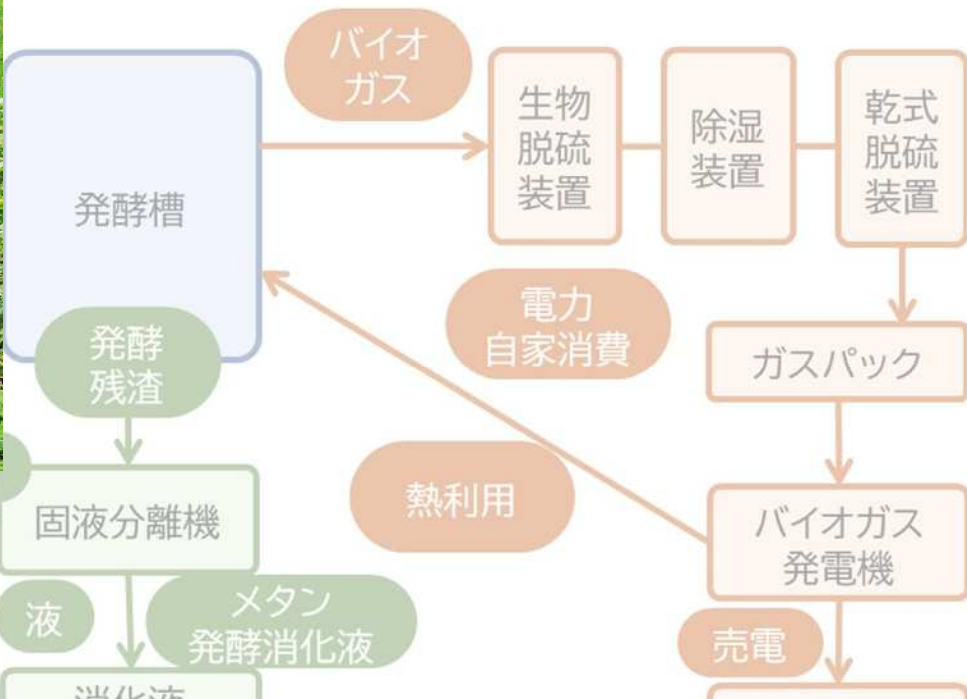 バイオ
ガス
生物
脱硫
装置
除湿
装置
乾式
脱硫
装置
発酵槽
電力
自家消費
発酵
残渣
ガスパック
熱利用
固液分離機
バイオガス
発電機
液
メタン
発酵消化液
売電
消化液